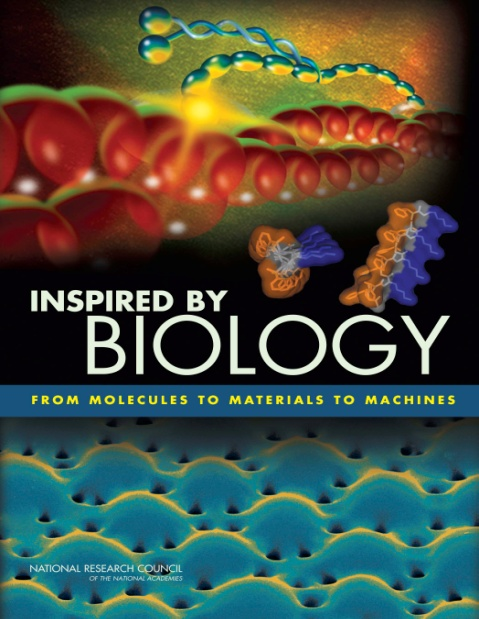 INSPIRED BY
BIOLOGY
FROM MOLECULES TO MATERIALS TO MACHINES
NATIONAL RESEARCH COUNCIL
OF THE NATIONAL ACADEMIES